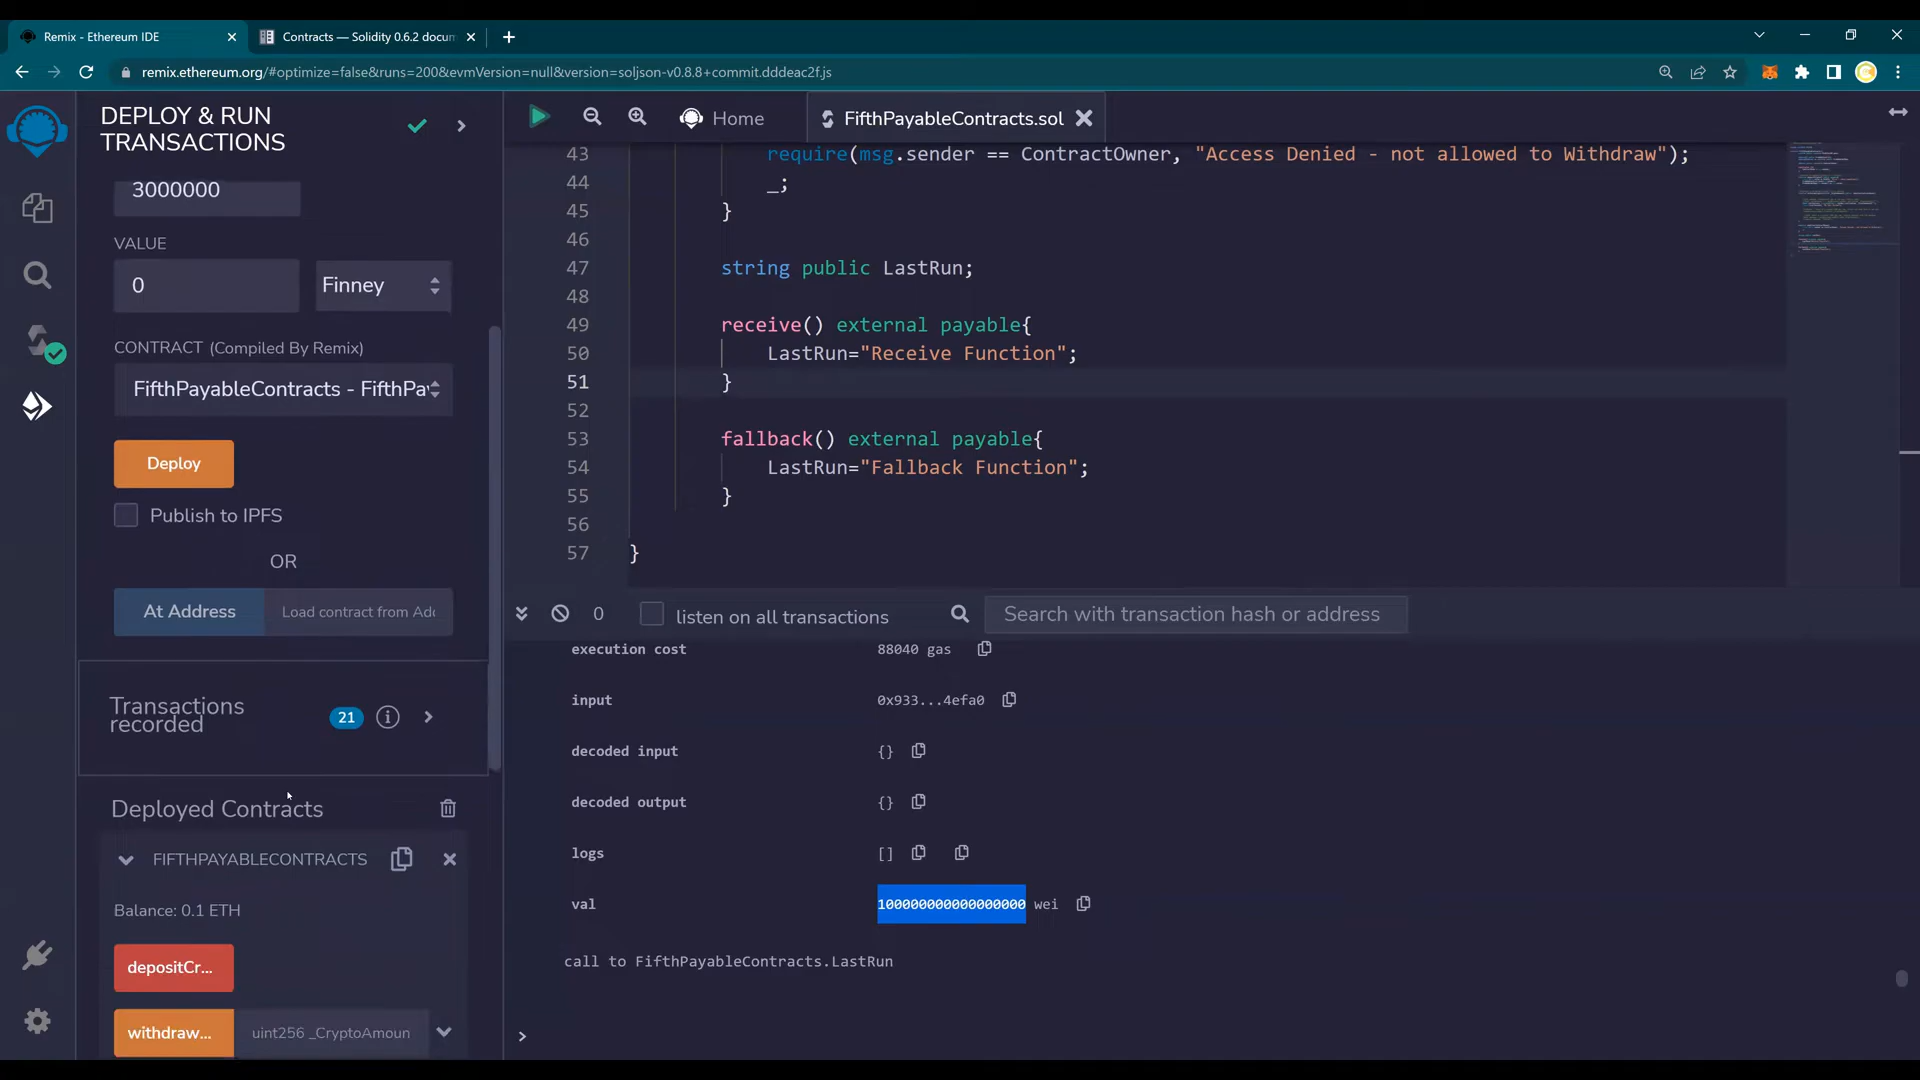 Remix - Ethereum IDE
Contracts — Solidity 0.6.2 docum
remix.ethereum.org/#optimize=false&runs=200&evmVersion=null&version=soljson-v0.8.8+commit.dddeac2f.js
DEPLOY & RUN
TRANSACTIONS
3000000
VALUE
0
Finney
CONTRACT (Compiled By Remix)
FifthPayableContracts - FifthPay
Deploy
Publish to IPFS
OR
At Address
Load contract from Add
Transactions
recorded
21
i
Deployed Contracts
FIFTHPAYABLECONTRACTS
Balance: 0.1 ETH
depositCr...
withdraw...
uint256 _CryptoAmoun
Home
FifthPayableContracts.sol
43 require(msg.sender == ContractOwner, "Access Denied - not allowed to Withdraw");
44 _;
45 }
46
47 string public LastRun;
48
49 receive() external payable{
50 LastRun="Receive Function";
51 }
52
53 fallback() external payable{
54 LastRun="Fallback Function";
55 }
56
57 }
0
listen on all transactions
Search with transaction hash or address
execution cost 88040 gas
input 0x933...4efa0
decoded input {}
decoded output {}
logs []
val 100000000000000000 wei
call to FifthPayableContracts.LastRun
>